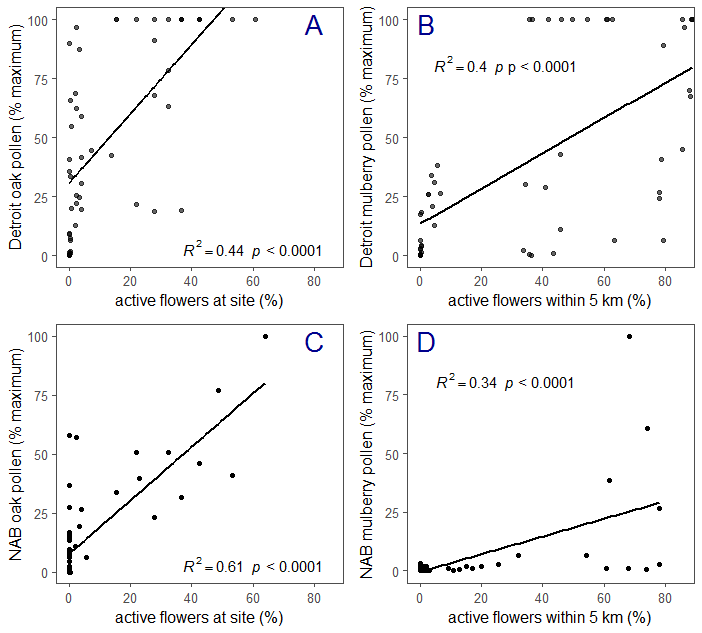 A
Detroit oak pollen (% maximum)
100
75
50
25
0
R² = 0.44 p < 0.0001
0 20 40 60 80
active flowers at site (%)
B
Detroit mulberry pollen (% maximum)
100
75
50
25
0
R² = 0.4 p p < 0.0001
0 20 40 60 80
active flowers within 5 km (%)
C
NAB oak pollen (% maximum)
100
75
50
25
0
R² = 0.61 p < 0.0001
0 20 40 60 80
active flowers at site (%)
D
NAB mulberry pollen (% maximum)
100
75
50
25
0
R² = 0.34 p < 0.0001
0 20 40 60 80
active flowers within 5 km (%)